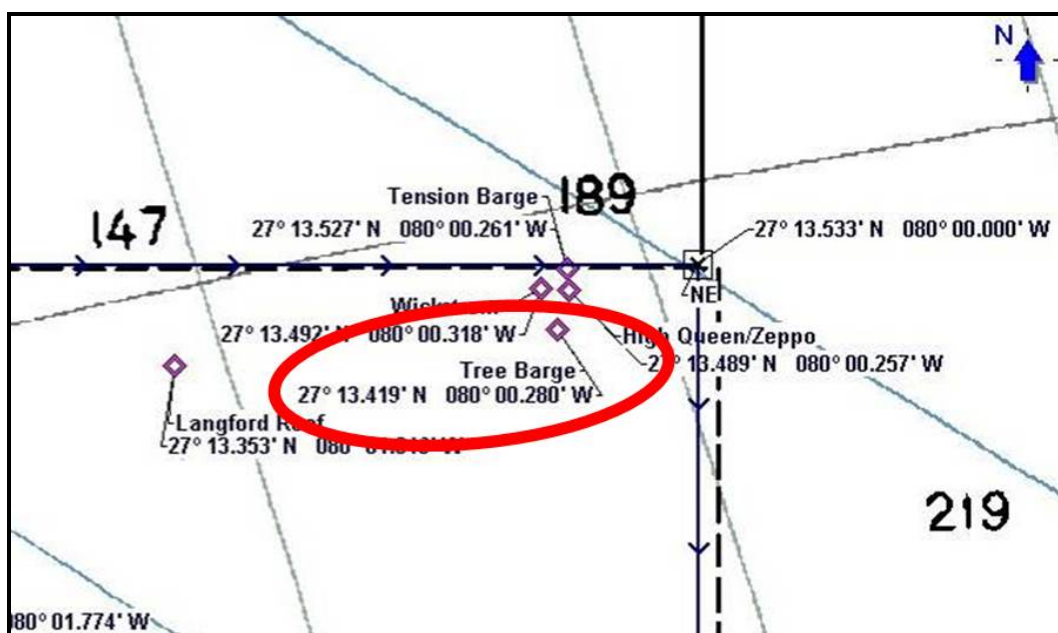 N
Tension Barge
189
27° 13.527' N 080° 00.261' W
147
27° 13.533' N 080° 00.000' W
NE
27° 13.492' N 080° 00.318' W
High Queen/Zeppo
27° 13.489' N 080° 00.257' W
Tree Barge
27° 13.419' N 080° 00.280' W
Langford
27° 13.353' N
219
080° 01.774' W